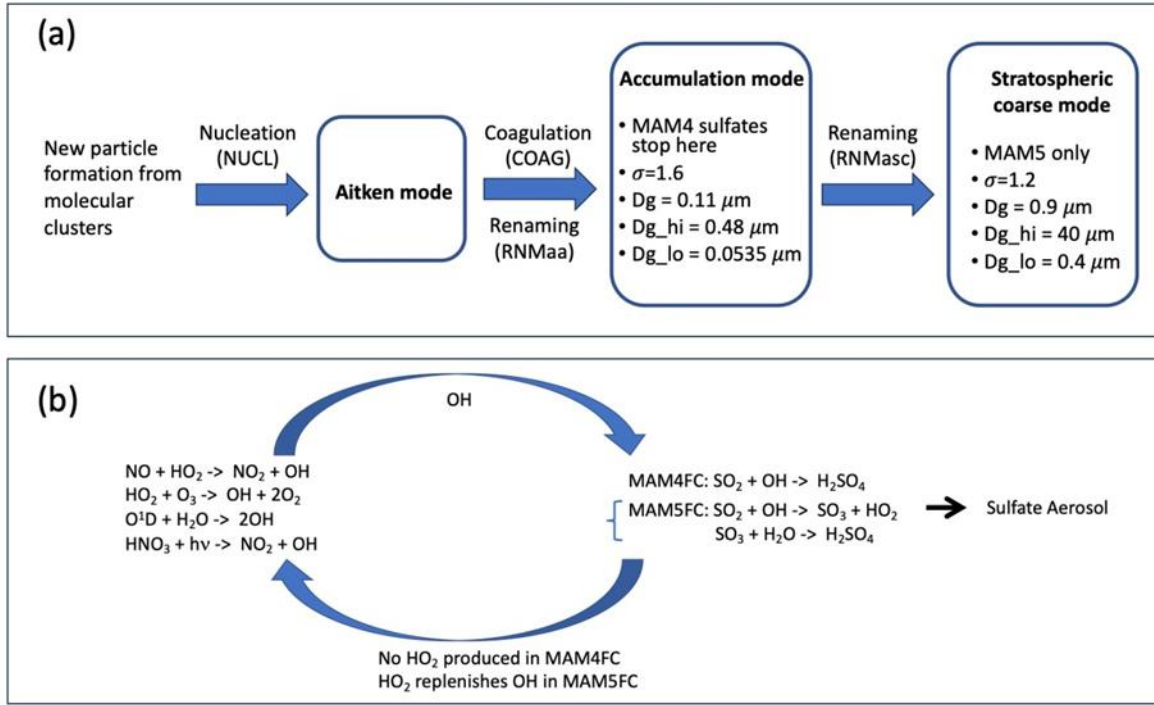 (a)
New particle
formation from
molecular
clusters
Nucleation
(NUCL)
Aitken mode
Coagulation
(COAG)
Renaming
(RNMaa)
Accumulation mode
• MAM4 sulfates
stop here
• σ=1.6
• Dg = 0.11 μm
• Dg_hi = 0.48 μm
• Dg_lo = 0.0535 μm
Renaming
(RNMasc)
Stratospheric
coarse mode
• MAM5 only
• σ=1.2
• Dg = 0.9 μm
• Dg_hi = 40 μm
• Dg_lo = 0.4 μm
(b)
OH
NO + HO₂ -> NO₂ + OH
HO₂ + O₃ -> OH + 2O₂
O¹D + H₂O -> 2OH
HNO₃ + hν -> NO₂ + OH
MAM4FC: SO₂ + OH -> H₂SO₄
MAM5FC: SO₂ + OH -> SO₃ + HO₂
SO₃ + H₂O -> H₂SO₄
Sulfate Aerosol
No HO₂ produced in MAM4FC
HO₂ replenishes OH in MAM5FC